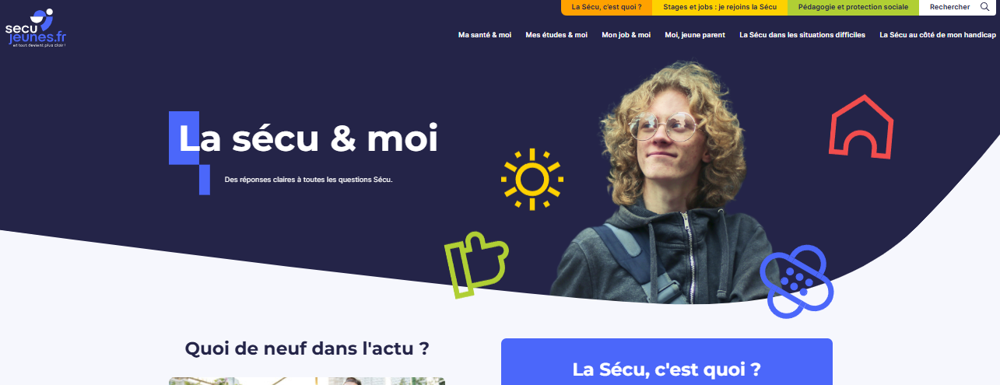 La Sécu, c'est quoi ?
Stages et jobs : je rejoins la Sécu
Pédagogie et protection sociale
Rechercher
secu
jeunes.fr
et tout devient plus clair !
Ma santé & moi
Mes études & moi
Mon job & moi
Moi, jeune parent
La Sécu dans les situations difficiles
La Sécu au côté de mon handicap
La sécu & moi
Des réponses claires à toutes les questions Sécu.
Quoi de neuf dans l'actu ?
La Sécu, c'est quoi ?